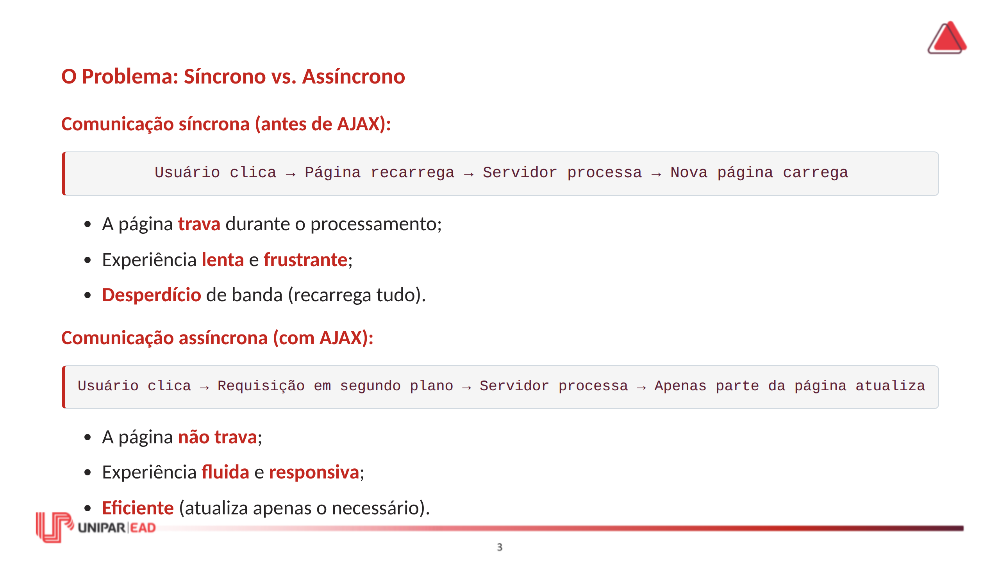 O Problema: Síncrono vs. Assíncrono
Comunicação síncrona (antes de AJAX):
Usuário clica → Página recarrega → Servidor processa → Nova página carrega
• A página trava durante o processamento;
• Experiência lenta e frustrante;
• Desperdício de banda (recarrega tudo).
Comunicação assíncrona (com AJAX):
Usuário clica → Requisição em segundo plano → Servidor processa → Apenas parte da página atualiza
• A página não trava;
• Experiência fluida e responsiva;
• Eficiente (atualiza apenas o necessário).
UNIPAR|EAD
3